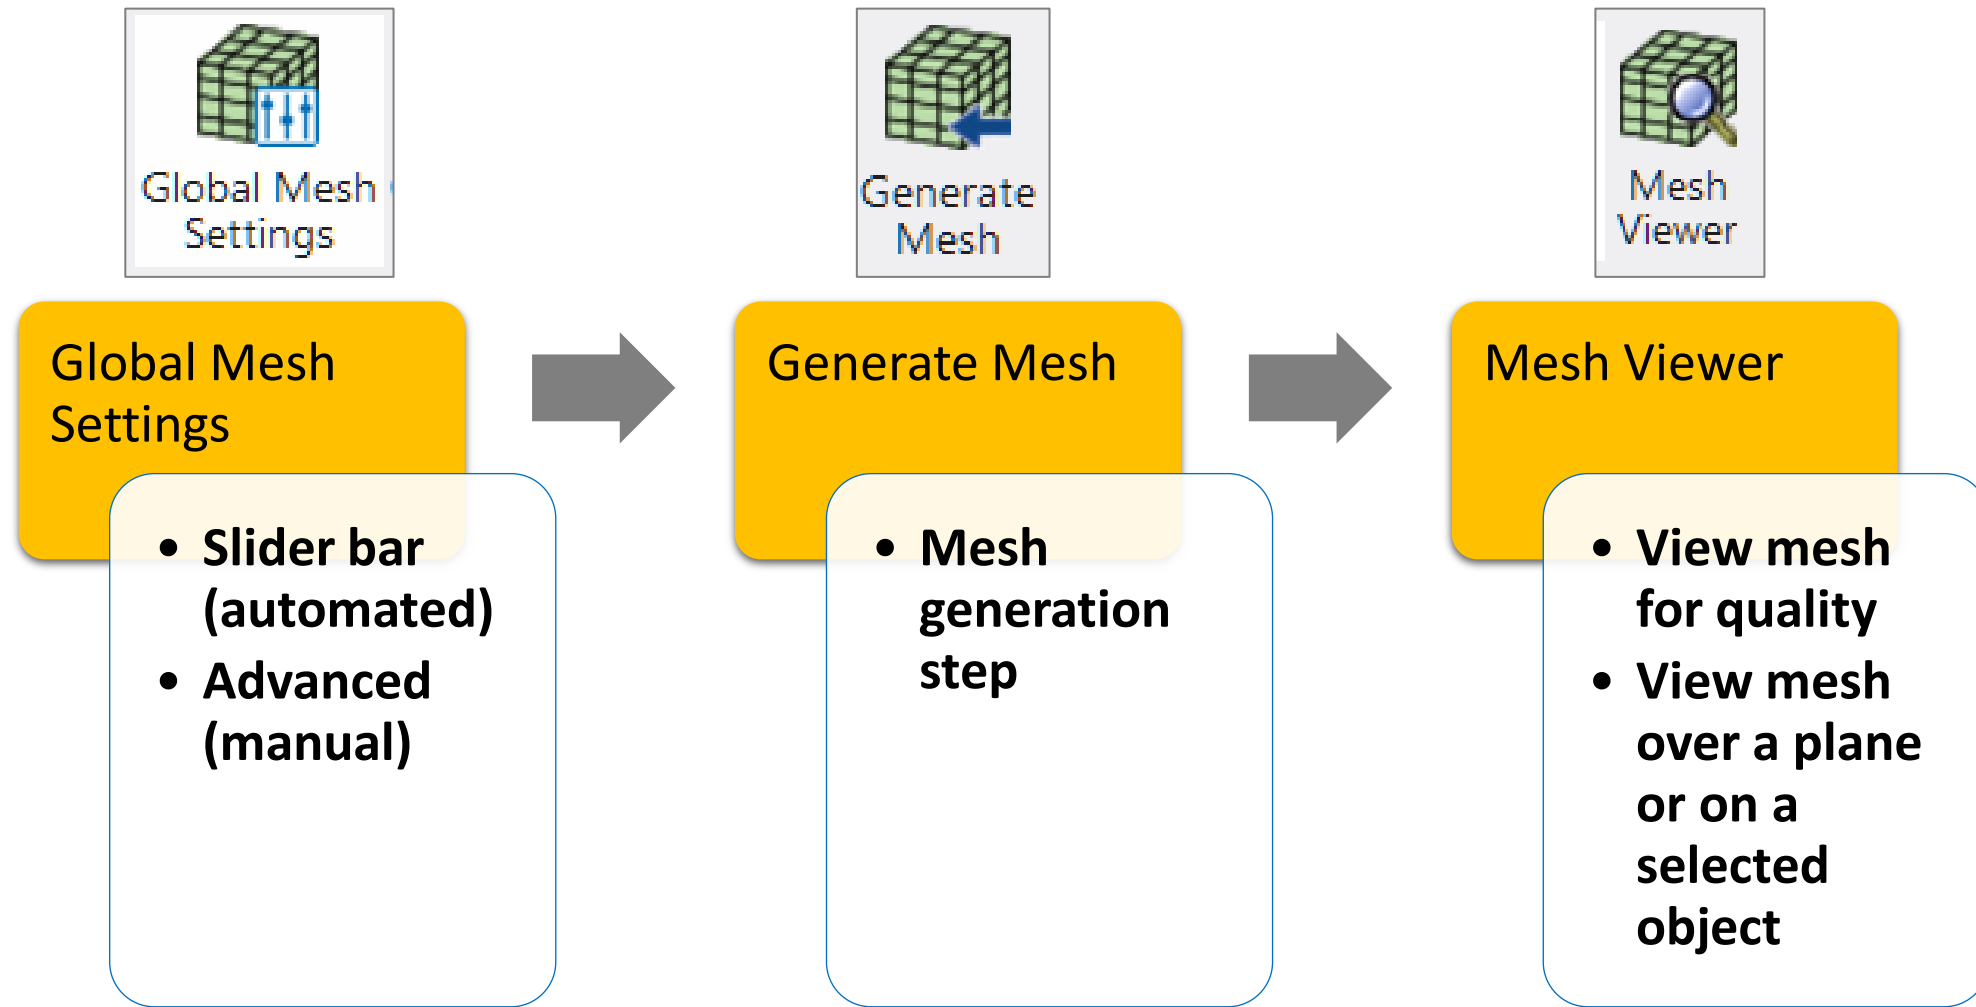 Global Mesh
Settings
Generate
Mesh
Mesh
Viewer
Global Mesh
Settings
• Slider bar
(automated)
• Advanced
(manual)
Generate Mesh
• Mesh
generation
step
Mesh Viewer
• View mesh
for quality
• View mesh
over a plane
or on a
selected
object